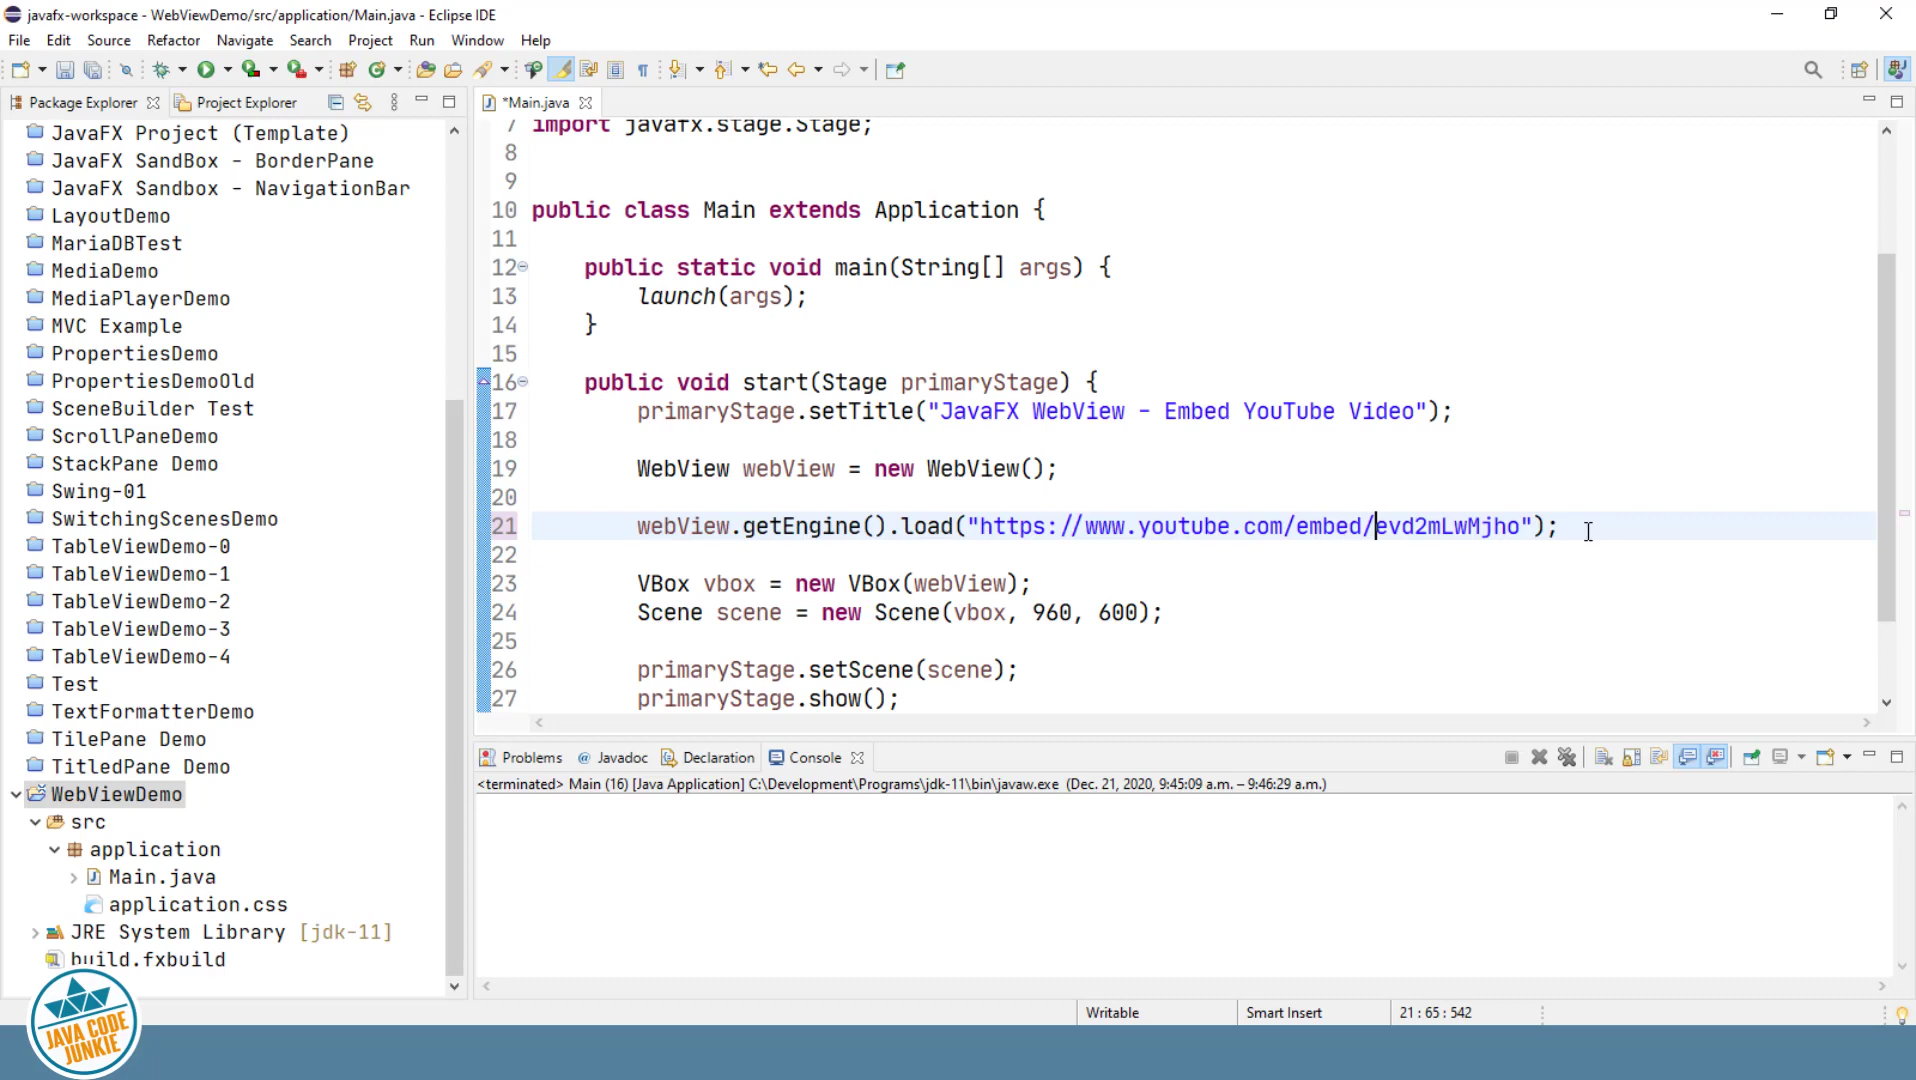 javafx-workspace - WebViewDemo/src/application/Main.java - Eclipse IDE
File Edit Source Refactor Navigate Search Project Run Window Help
Package Explorer Project Explorer
JavaFX Project (Template)
JavaFX SandBox - BorderPane
JavaFX Sandbox - NavigationBar
LayoutDemo
MariaDBTest
MediaDemo
MediaPlayerDemo
MVC Example
PropertiesDemo
PropertiesDemoOld
SceneBuilder Test
ScrollPaneDemo
StackPane Demo
Swing-01
SwitchingScenesDemo
TableViewDemo-0
TableViewDemo-1
TableViewDemo-2
TableViewDemo-3
TableViewDemo-4
Test
TextFormatterDemo
TilePane Demo
TitledPane Demo
WebViewDemo
src
application
Main.java
application.css
JRE System Library [jdk-11]
build.fxbuild
*Main.java
7 import javafx.stage.Stage;
8
9
10 public class Main extends Application {
11
12 public static void main(String[] args) {
13 launch(args);
14 }
15
16 public void start(Stage primaryStage) {
17 primaryStage.setTitle("JavaFX WebView - Embed YouTube Video");
18
19 WebView webView = new WebView();
20
21 webView.getEngine().load("https://www.youtube.com/embed/evd2mLwMjho");
22
23 VBox vbox = new VBox(webView);
24 Scene scene = new Scene(vbox, 960, 600);
25
26 primaryStage.setScene(scene);
27 primaryStage.show();
Problems @ Javadoc Declaration Console
<terminated> Main (16) [Java Application] C:\Development\Programs\jdk-11\bin\javaw.exe (Dec. 21, 2020, 9:45:09 a.m. – 9:46:29 a.m.)
Writable Smart Insert 21 : 65 : 542
JAVA CODE
JUNKIE